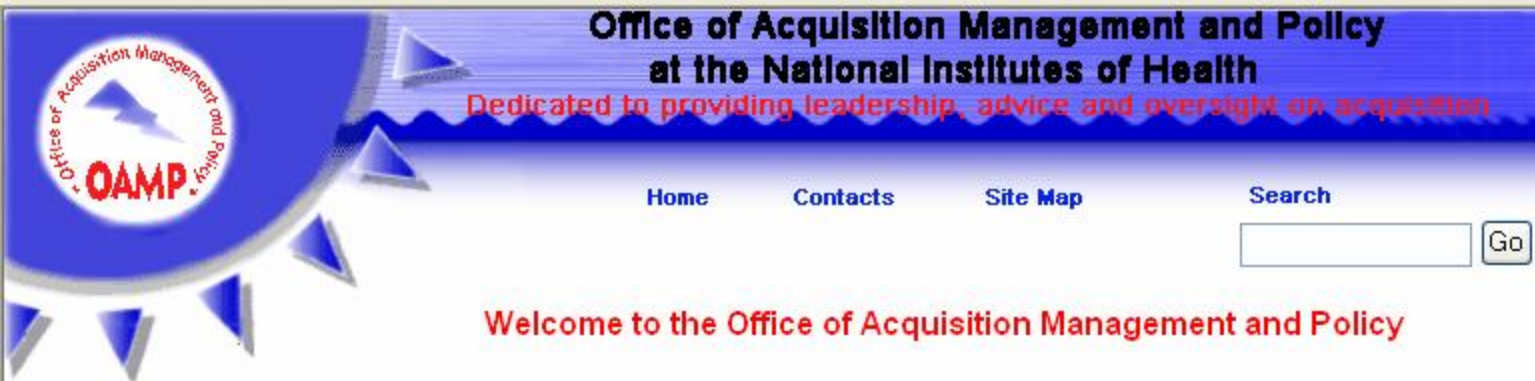 Office of Acquisition Management and Policy
at the National Institutes of Health
Dedicated to providing leadership, advice and oversight on acquisition
Office of Acquisition Management and Policy
OAMP
Home Contacts Site Map Search
Go
Welcome to the Office of Acquisition Management and Policy